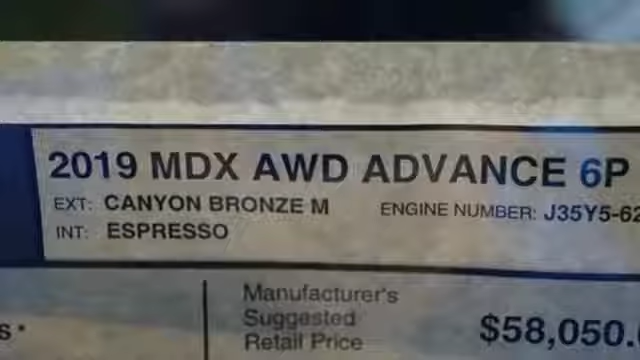 2019 MDX AWD ADVANCE 6P
EXT: CANYON BRONZE M
ENGINE NUMBER: J35Y5-62
INT: ESPRESSO
Manufacturer's
Suggested
Retail Price
$58,050.
S*